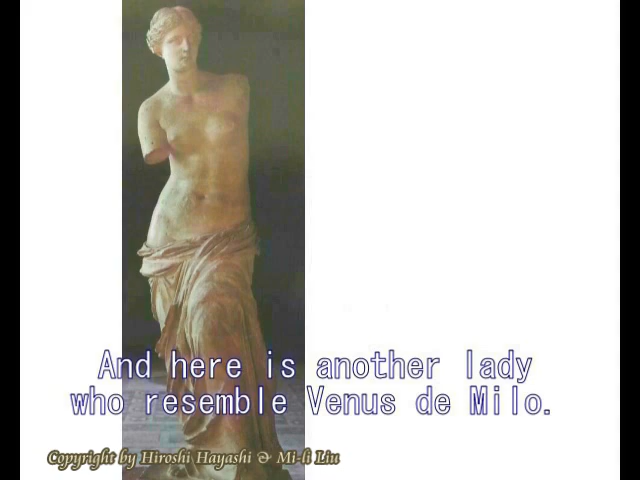 And here is another lady
who resemble Venus de Milo.
Copyright by Hiroshi Hayashi & Mi-li Liu